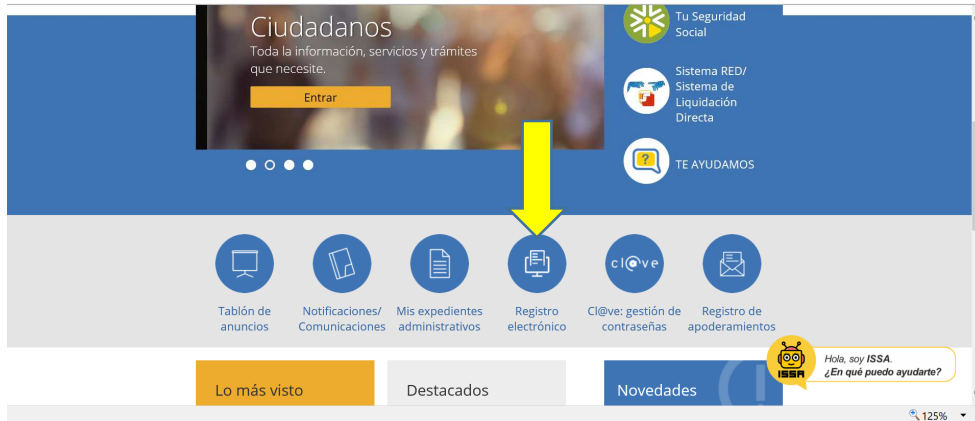 Ciudadanos
Toda la información, servicios y trámites
que necesite.
Entrar
Tu Seguridad
Social
Sistema RED/
Sistema de
Liquidación
Directa
?
TE AYUDAMOS
cl@ve
Tablón de
anuncios
Notificaciones/
Comunicaciones
Mis expedientes
administrativos
Registro
electrónico
Cl@ve: gestión de
contraseñas
Registro de
apoderamientos
Lo más visto
Destacados
Novedades
ISSA
Hola, soy ISSA.
¿En qué puedo ayudarte?
125%